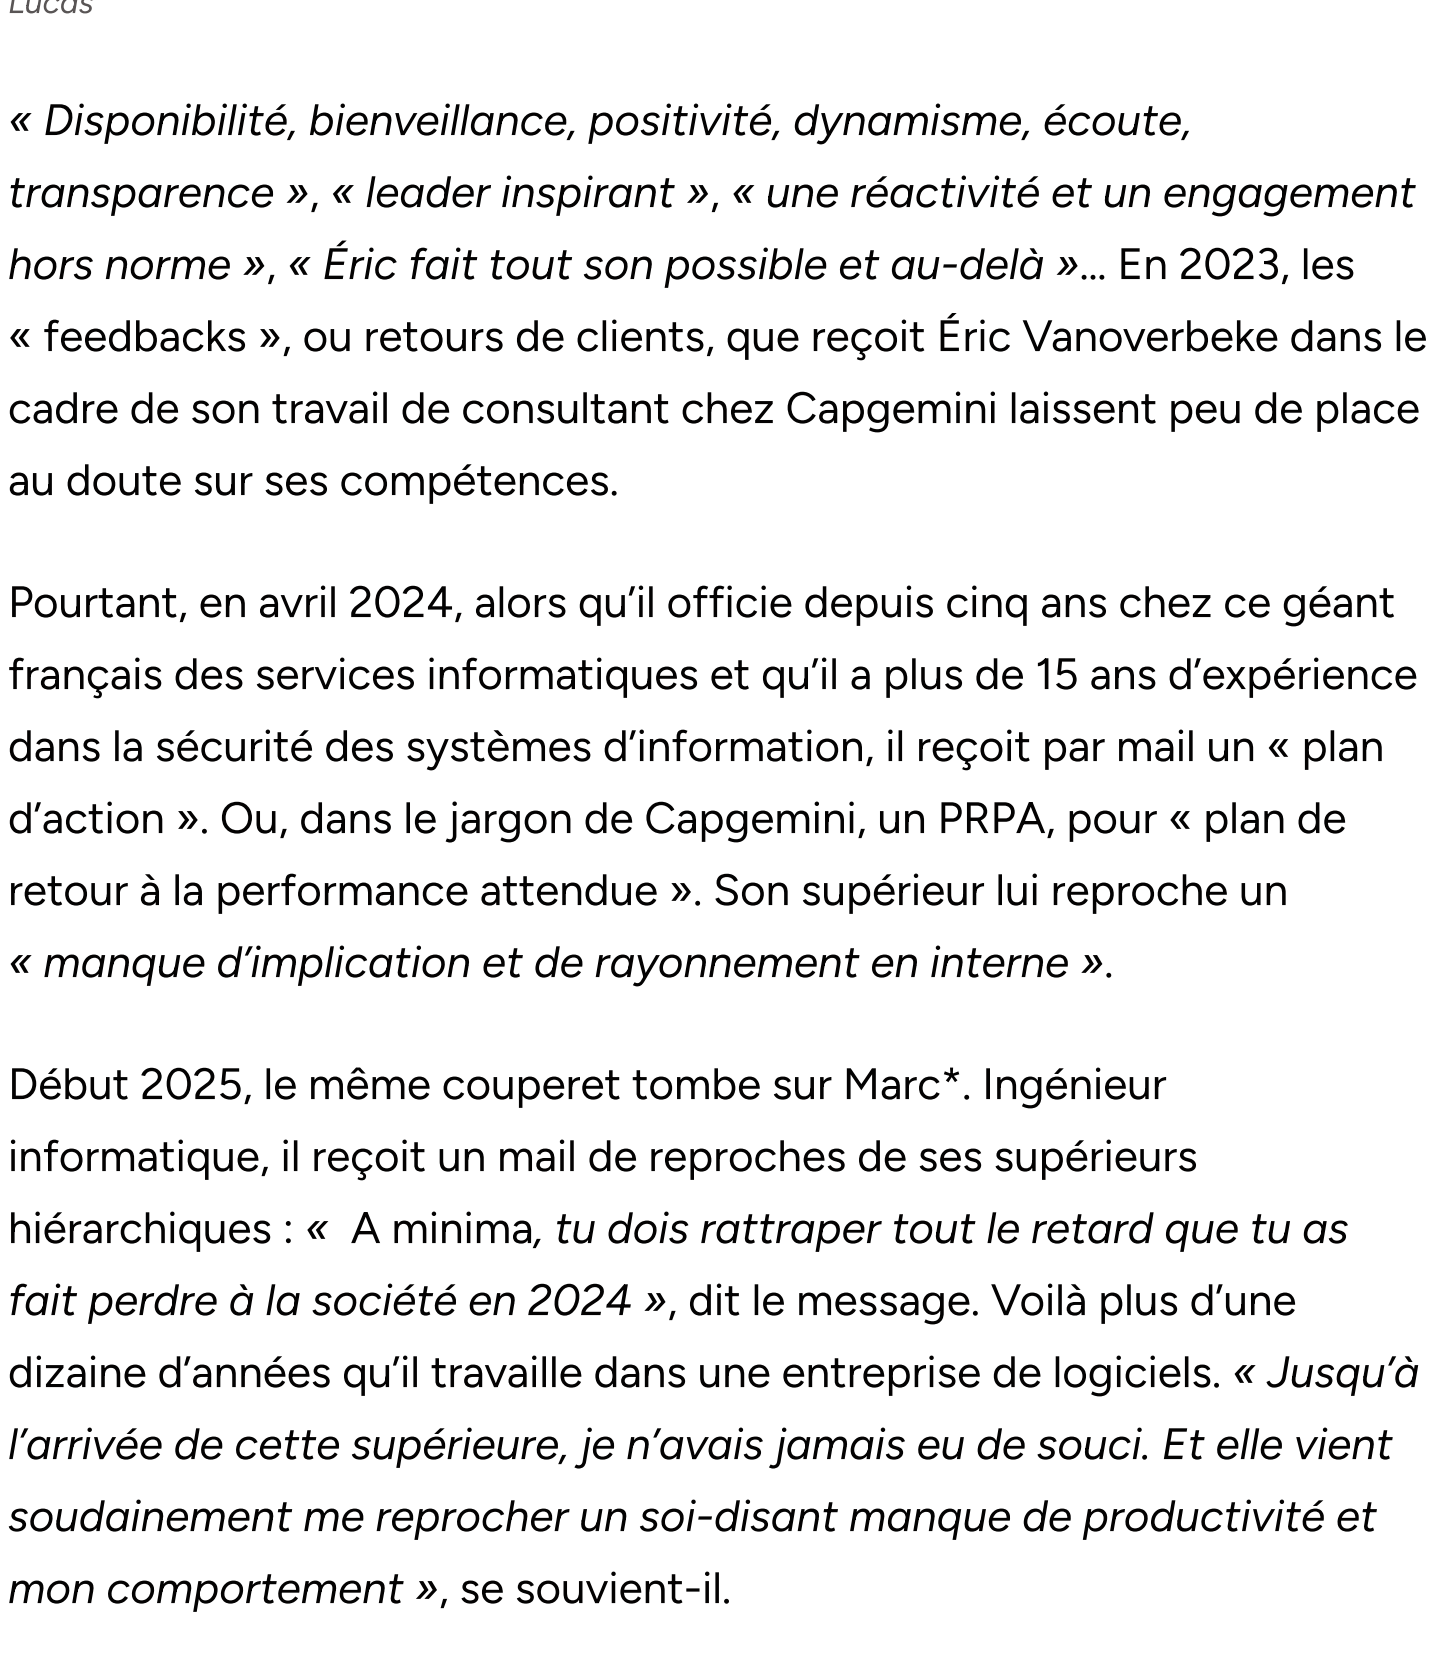 Lucas
« Disponibilité, bienveillance, positivité, dynamisme, écoute,
transparence », « leader inspirant », « une réactivité et un engagement
hors norme », « Éric fait tout son possible et au-delà »… En 2023, les
« feedbacks », ou retours de clients, que reçoit Éric Vanoverbeke dans le
cadre de son travail de consultant chez Capgemini laissent peu de place
au doute sur ses compétences.
Pourtant, en avril 2024, alors qu’il officie depuis cinq ans chez ce géant
français des services informatiques et qu’il a plus de 15 ans d’expérience
dans la sécurité des systèmes d’information, il reçoit par mail un « plan
d’action ». Ou, dans le jargon de Capgemini, un PRPA, pour « plan de
retour à la performance attendue ». Son supérieur lui reproche un
« manque d’implication et de rayonnement en interne ».
Début 2025, le même couperet tombe sur Marc*. Ingénieur
informatique, il reçoit un mail de reproches de ses supérieurs
hiérarchiques : «  A minima, tu dois rattraper tout le retard que tu as
fait perdre à la société en 2024 », dit le message. Voilà plus d’une
dizaine d’années qu’il travaille dans une entreprise de logiciels. « Jusqu’à
l’arrivée de cette supérieure, je n’avais jamais eu de souci. Et elle vient
soudainement me reprocher un soi-disant manque de productivité et
mon comportement », se souvient-il.